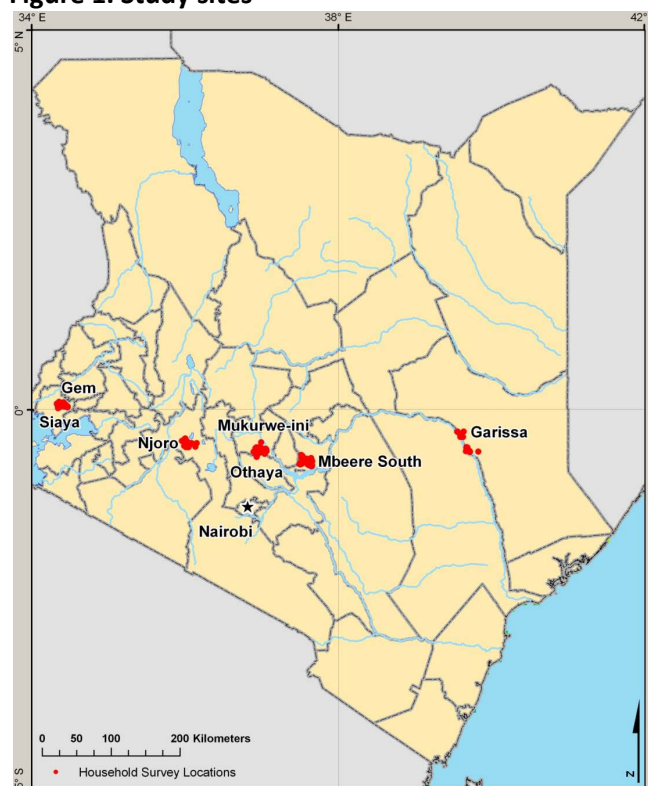 Figure 1: Study sites
34° E
38° E
42°
5° N
Gem
0°
Siaya
Njoro
Mukurwe-ini
Garissa
Othaya
Mbeere South
Nairobi
0 50 100 200 Kilometers
Household Survey Locations
° S
N